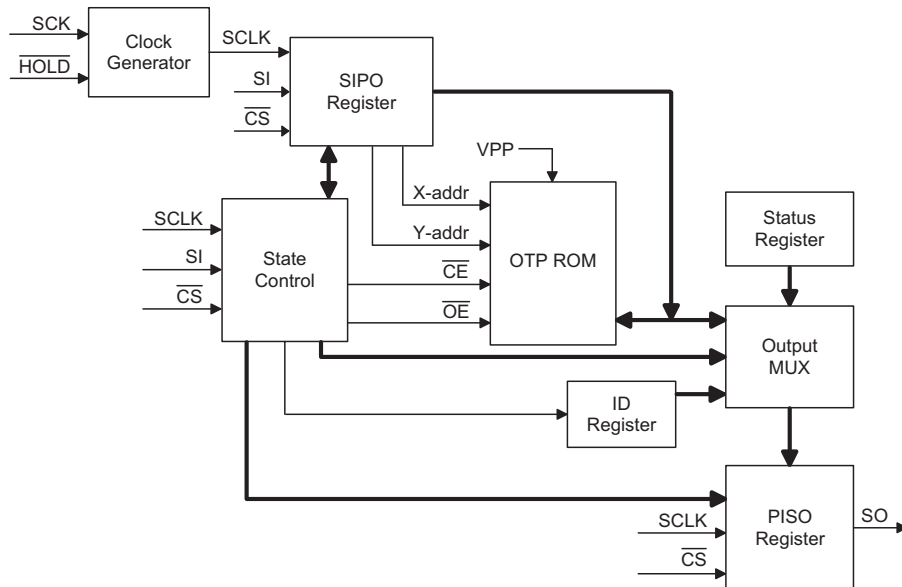 SCK
HOLD
Clock
Generator
SCLK
SI
CS
SIPO
Register
VPP
X-addr
Y-addr
CE
OE
OTP ROM
SCLK
SI
CS
State
Control
Status
Register
Output
MUX
ID
Register
SCLK
CS
PISO
Register
SO